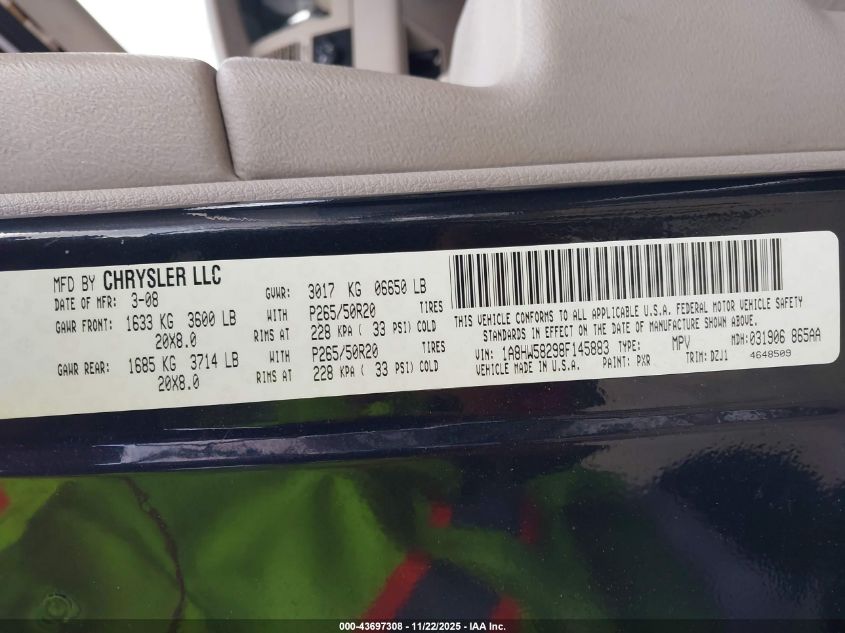 MFD BY CHRYSLER LLC
DATE OF MFR: 3-08 GVWR: 3017 KG 06650 LB
GAWR FRONT: 1633 KG 3600 LB WITH P265/50R20 TIRES
20X8.0 RIMS AT 228 KPA ( 33 PSI) COLD
GAWR REAR: 1685 KG 3714 LB WITH P265/50R20 TIRES
20X8.0 RIMS AT 228 KPA ( 33 PSI) COLD
THIS VEHICLE CONFORMS TO ALL APPLICABLE U.S.A. FEDERAL MOTOR VEHICLE SAFETY
STANDARDS IN EFFECT ON THE DATE OF MANUFACTURE SHOWN ABOVE.
VIN: 1A8HW58298F145883 TYPE: MPV MDH: 031906 865AA
VEHICLE MADE IN U.S.A. PAINT: PXR TRIM: DZJ1 4648509
000-43697308 - 11/22/2025 - IAA Inc.